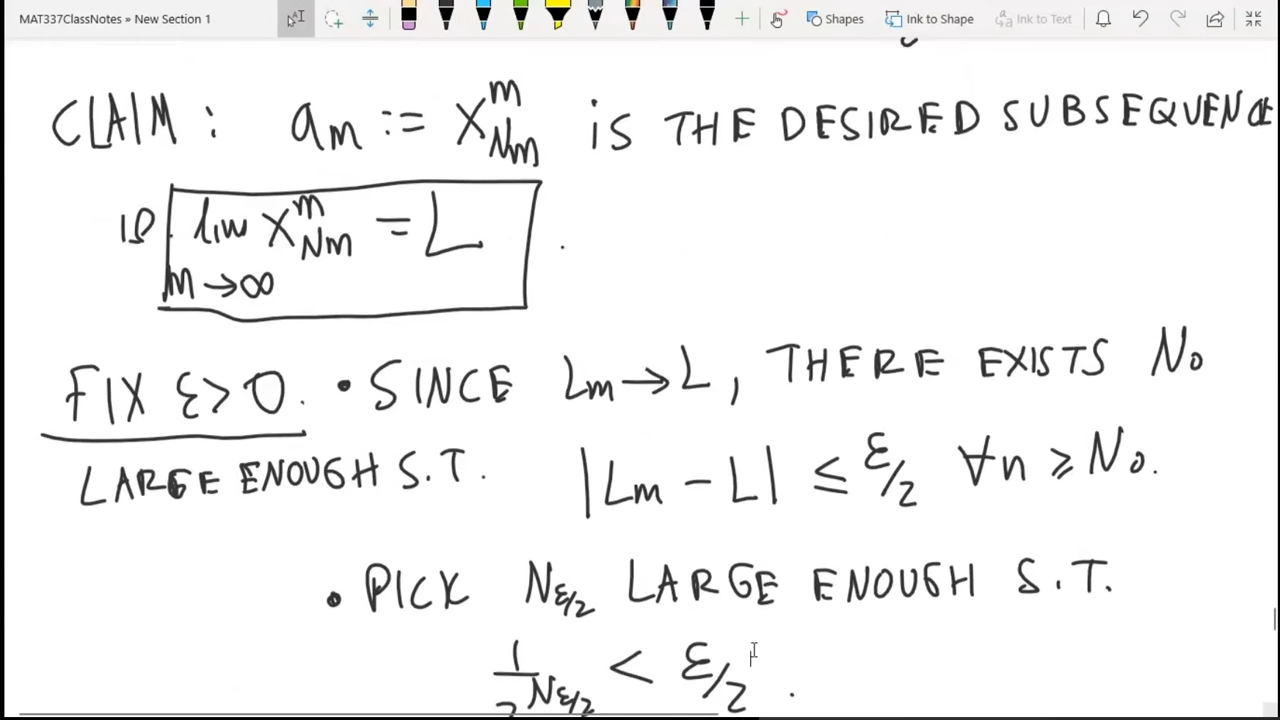 MAT337ClassNotes » New Section 1
Shapes
Ink to Shape
Ink to Text
CLAIM : a_m := X^m_{N_m} is THE DESIRED SUBSEQUENCE
lim X^m_{N_m} = L
m → ∞
FIX ε > 0. • SINCE L_m → L, THERE EXISTS N_0
LARGE ENOUGH S.T. |L_m - L| ≤ ε/2 ∀n ≥ N_0.
• PICK N_{ε/2} LARGE ENOUGH S.T.
1/2^{N_{ε/2}} < ε/2 .